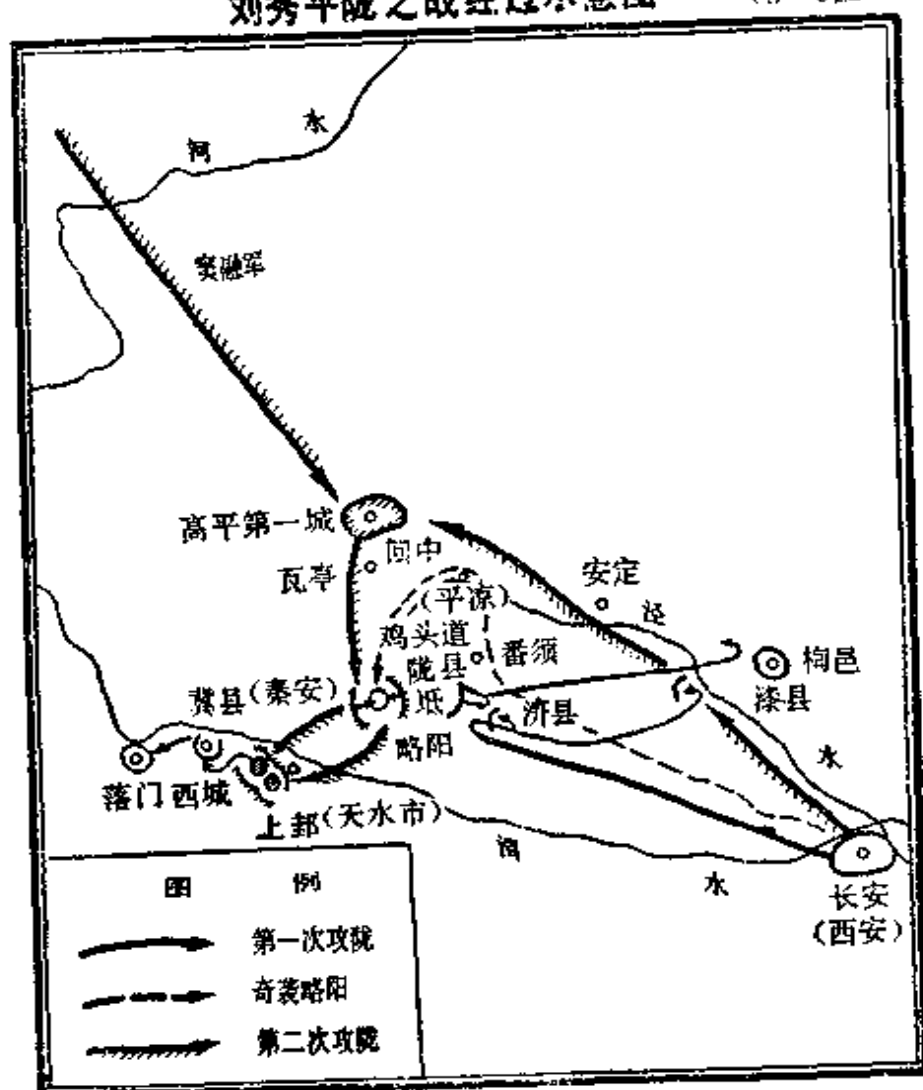 刘秀平陇之战经过示意图
河 水
窦融军
高平第一城
回中
瓦亭
安定
(平凉)
泾
鸡头道
陇县
番须
栒邑
漆县
冀县(秦安)
坻
汧县
略阳
水
落门
西城
上邽(天水市)
渭
水
长安
(西安)
图 例
第一次攻陇
奇袭略阳
第二次攻陇